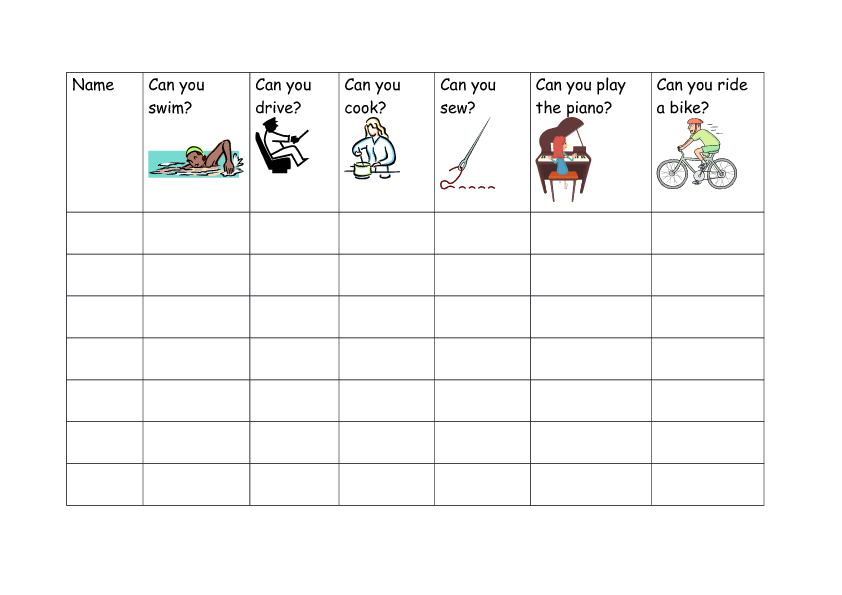 Name
Can you
swim?
Can you
drive?
Can you
cook?
Can you
sew?
Can you play
the piano?
Can you ride
a bike?